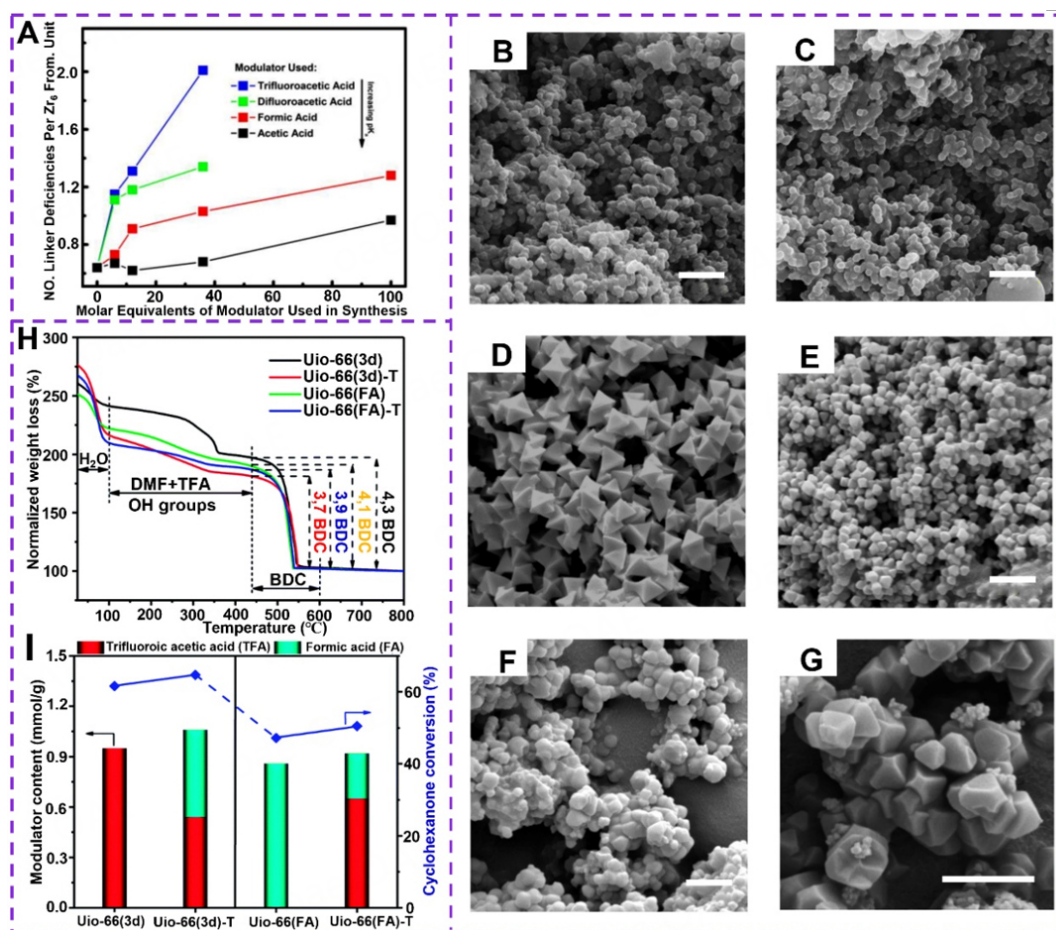 A
NO. Linker Deficiencies Per Zr6 From. Unit
2.0
1.6
1.2
0.8
Modulator Used:
Trifluoroacetic Acid
Difluoroacetic Acid
Formic Acid
Acetic Acid
increasing pKa
0 20 40 60 80 100
Molar Equivalents of Modulator Used in Synthesis
B
C
D
E
F
G
H
Normalized weight loss (%)
300
250
200
150
100
Uio-66(3d)
Uio-66(3d)-T
Uio-66(FA)
Uio-66(FA)-T
H2O
DMF+TFA
OH groups
3,7 BDC
3,9 BDC
4,1 BDC
4,3 BDC
BDC
100 200 300 400 500 600 700 800
Temperature (℃)
I
Trifluoroic acetic acid (TFA) Formic acid (FA)
Modulator content (mmol/g)
1.5
1.2
0.9
0.6
0.3
0.0
60
40
20
0
Cyclohexanone conversion (%)
Uio-66(3d) Uio-66(3d)-T Uio-66(FA) Uio-66(FA)-T